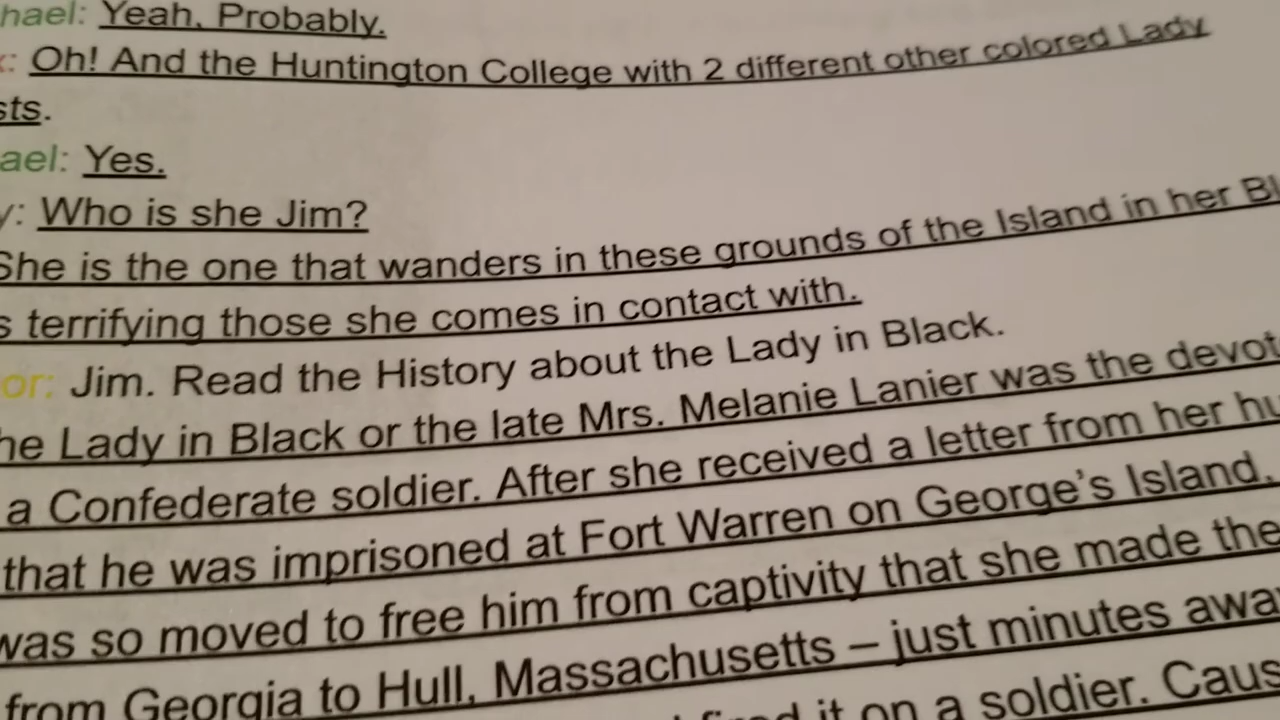 hael: Yeah, Probably.
: Oh! And the Huntington College with 2 different other colored Lady
sts.
ael: Yes.
y: Who is she Jim?
She is the one that wanders in these grounds of the Island in her Bl
s terrifying those she comes in contact with.
or: Jim. Read the History about the Lady in Black.
he Lady in Black or the late Mrs. Melanie Lanier was the devot
a Confederate soldier. After she received a letter from her hu
that he was imprisoned at Fort Warren on George's Island,
was so moved to free him from captivity that she made the
from Georgia to Hull, Massachusetts – just minutes awa
it on a soldier. Caus